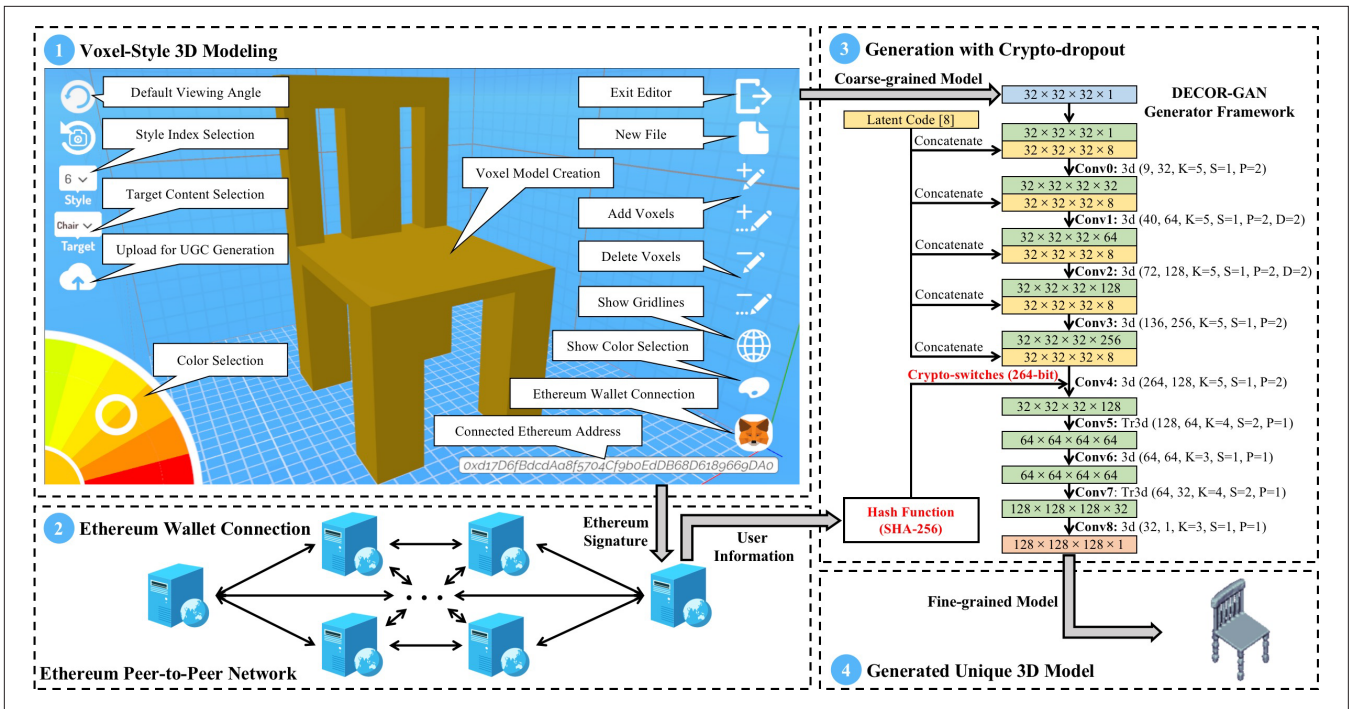 1 Voxel-Style 3D Modeling
Default Viewing Angle
Style Index Selection
6
Style
Target Content Selection
Chair
Target
Upload for UGC Generation
Color Selection
Voxel Model Creation
Exit Editor
New File
Add Voxels
Delete Voxels
Show Gridlines
Show Color Selection
Ethereum Wallet Connection
Connected Ethereum Address
0xd17D6fBdcdAa8f5704Cf9b0EdDB68D6189669DA0
2 Ethereum Wallet Connection
Ethereum
Signature
User
Information
Ethereum Peer-to-Peer Network
3 Generation with Crypto-dropout
Coarse-grained Model
32 × 32 × 32 × 1
DECOR-GAN
Generator Framework
Latent Code [8]
32 × 32 × 32 × 1
Concatenate
32 × 32 × 32 × 8
Conv0: 3d (9, 32, K=5, S=1, P=2)
32 × 32 × 32 × 32
Concatenate
32 × 32 × 32 × 8
Conv1: 3d (40, 64, K=5, S=1, P=2, D=2)
32 × 32 × 32 × 64
Concatenate
32 × 32 × 32 × 8
Conv2: 3d (72, 128, K=5, S=1, P=2, D=2)
32 × 32 × 32 × 128
Concatenate
32 × 32 × 32 × 8
Conv3: 3d (136, 256, K=5, S=1, P=2)
32 × 32 × 32 × 256
Concatenate
32 × 32 × 32 × 8
Crypto-switches (264-bit)
Conv4: 3d (264, 128, K=5, S=1, P=2)
32 × 32 × 32 × 128
Conv5: Tr3d (128, 64, K=4, S=2, P=1)
64 × 64 × 64 × 64
Conv6: 3d (64, 64, K=3, S=1, P=1)
64 × 64 × 64 × 64
Conv7: Tr3d (64, 32, K=4, S=2, P=1)
128 × 128 × 128 × 32
Hash Function
(SHA-256)
Conv8: 3d (32, 1, K=3, S=1, P=1)
128 × 128 × 128 × 1
Fine-grained Model
4 Generated Unique 3D Model